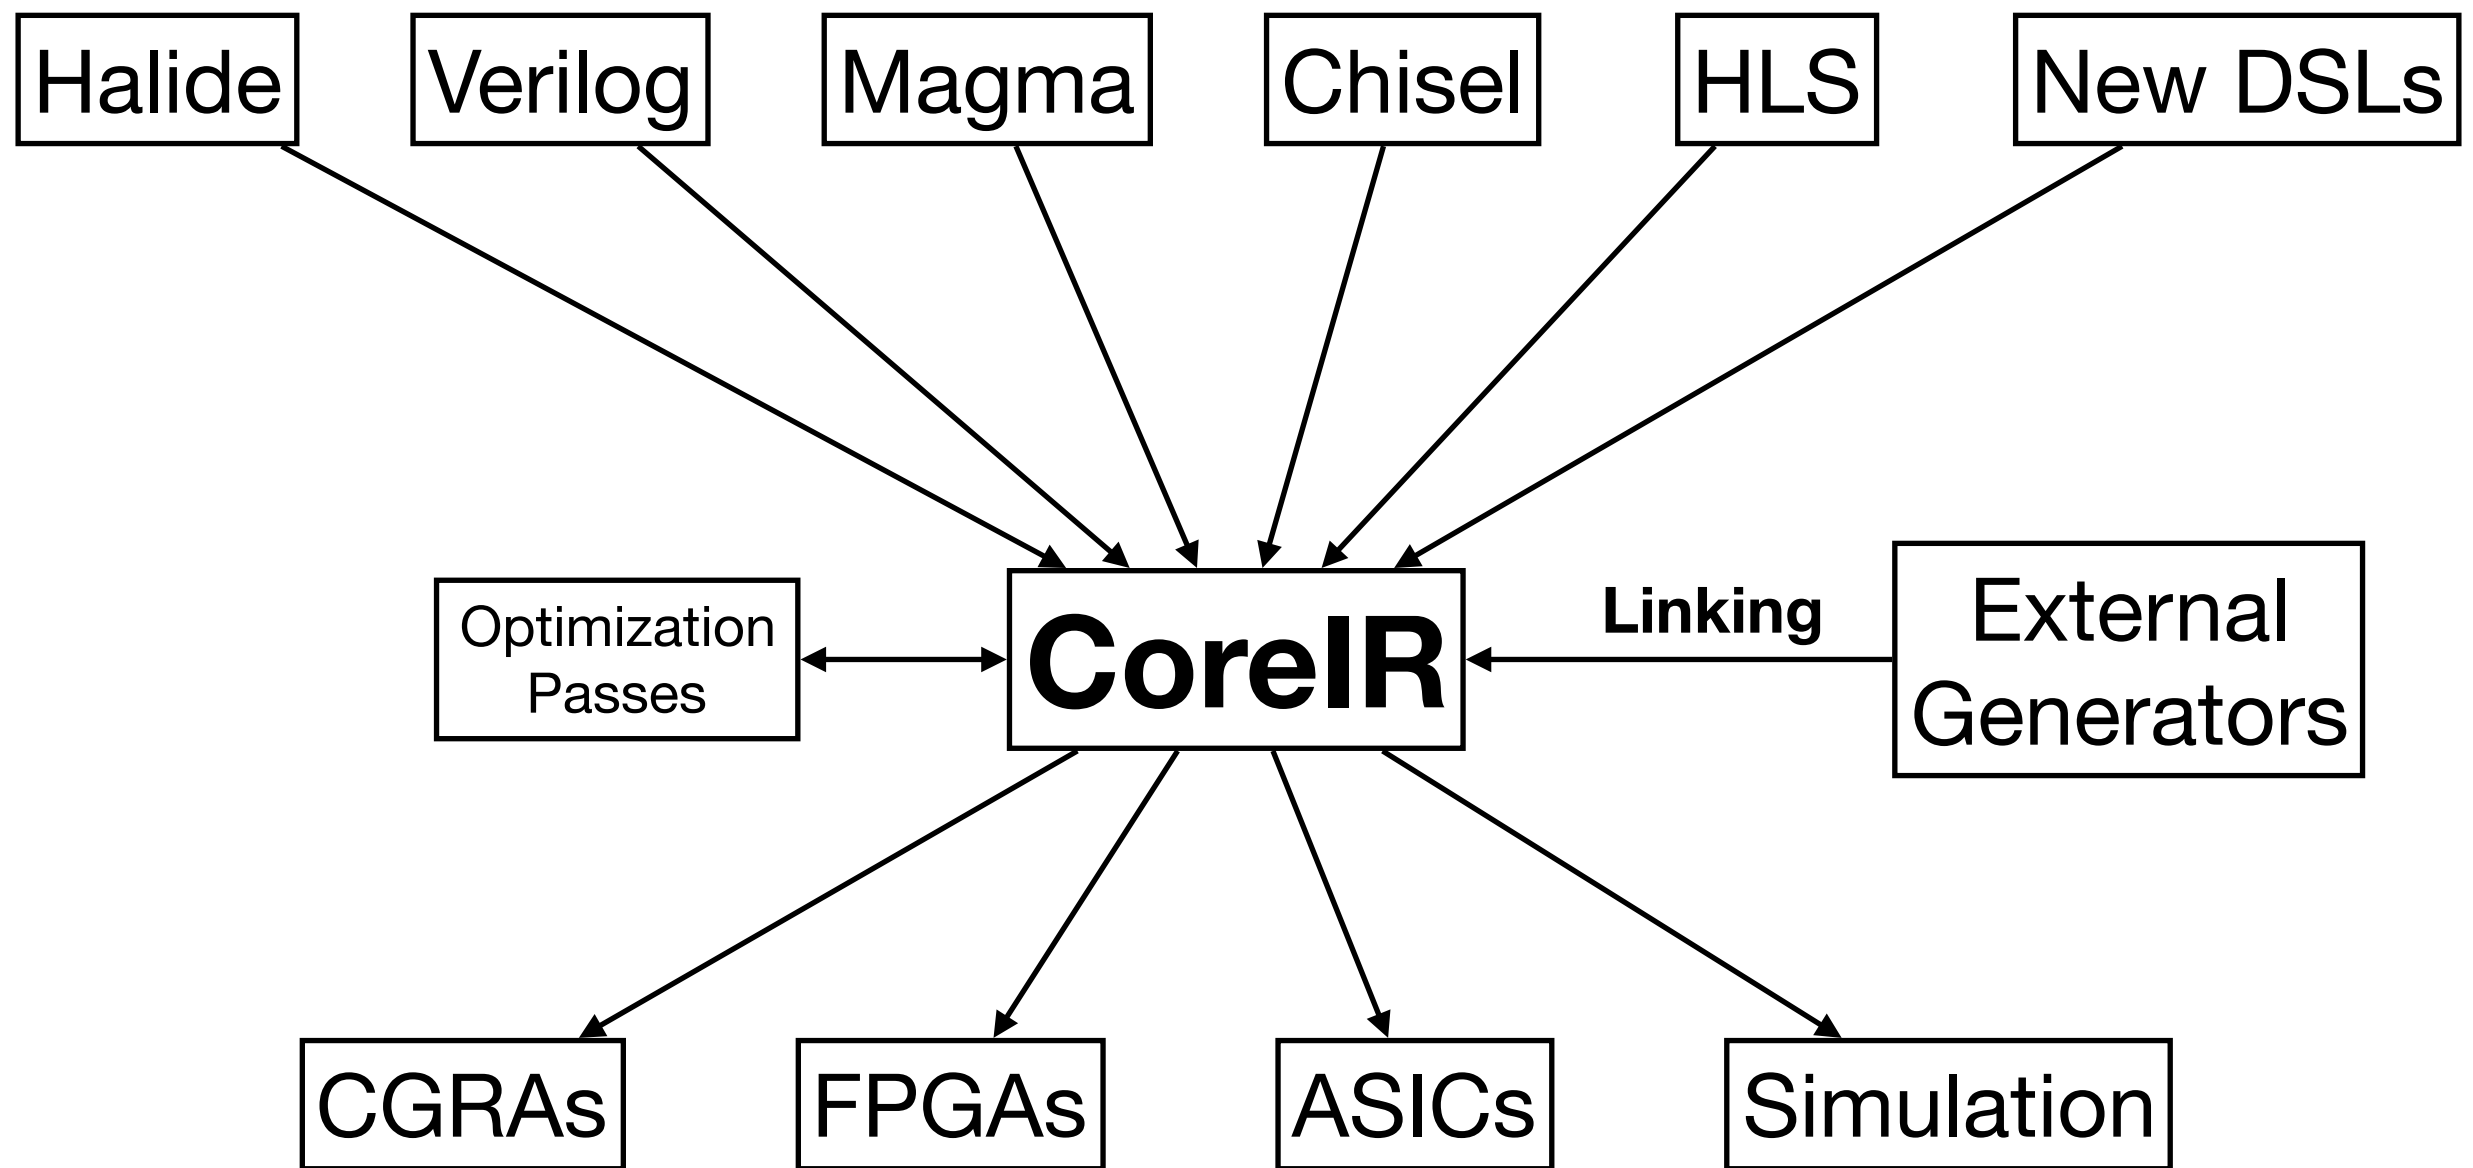 Halide
Verilog
Magma
Chisel
HLS
New DSLs
Optimization
Passes
CoreIR
Linking
External
Generators
CGRAs
FPGAs
ASICs
Simulation